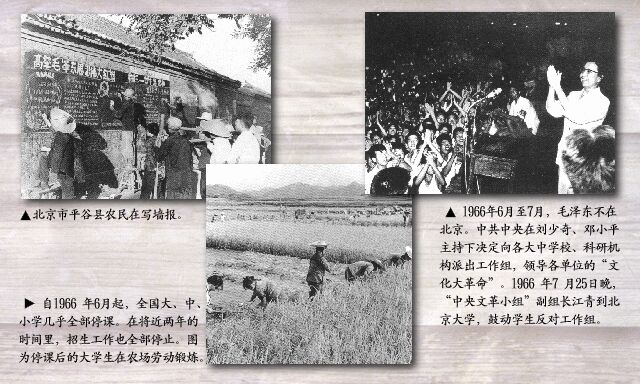 ▲北京市平谷县农民在写墙报。
▲ 1966年6月至7月，毛泽东不在
北京。中共中央在刘少奇、邓小平
主持下决定向各大中学校、科研机
构派出工作组，领导各单位的“文
化大革命”。1966 年7 月25日晚，
“中央文革小组”副组长江青到
北京大学，鼓动学生反对工作组。
▶ 自1966 年6月起，全国大、中、
小学几乎全部停课。在将近两年的
时间里，招生工作也全部停止。图
为停课后的大学生在农场劳动锻炼。